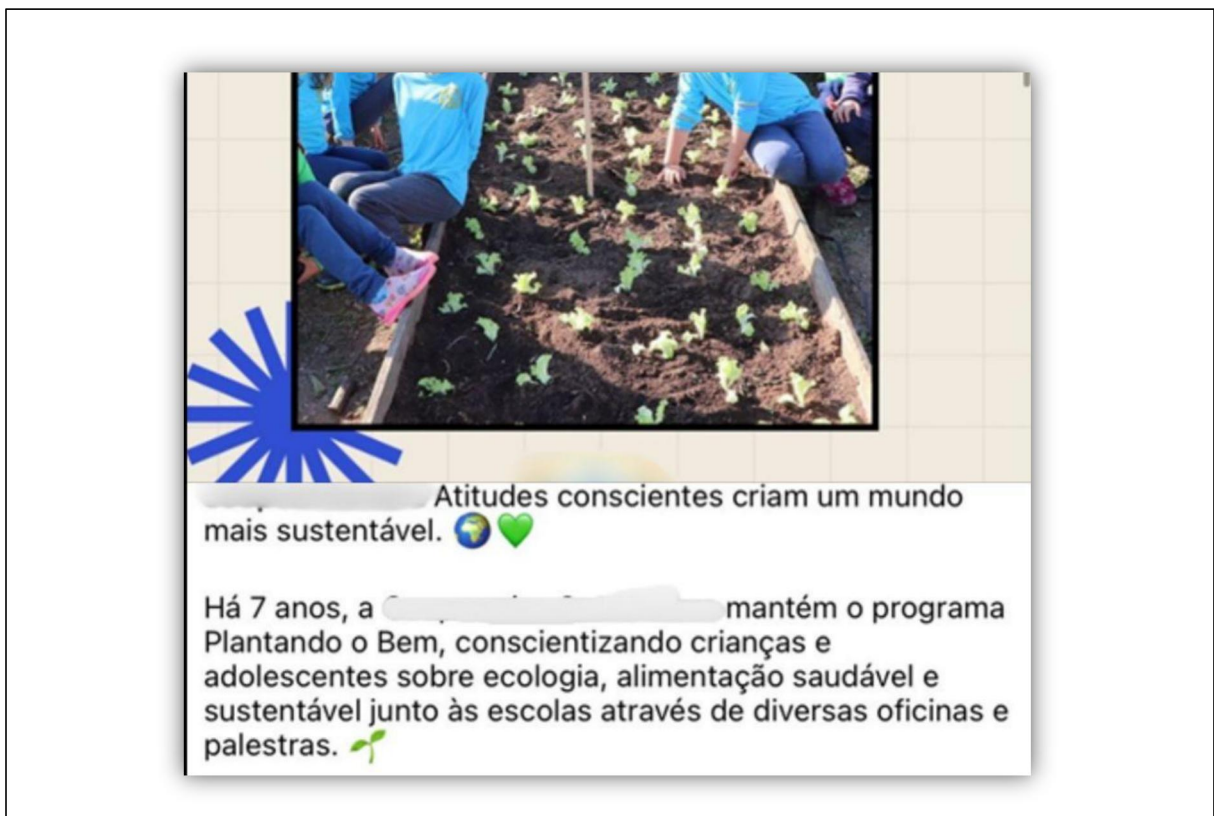 Atitudes conscientes criam um mundo
mais sustentável. 🌍💚
Há 7 anos, a mantém o programa
Plantando o Bem, conscientizando crianças e
adolescentes sobre ecologia, alimentação saudável e
sustentável junto às escolas através de diversas oficinas e
palestras. 🌱